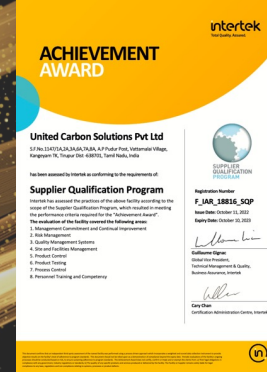 intertek
Total Quality. Assured.
ACHIEVEMENT
AWARD
United Carbon Solutions Pvt Ltd
S.F.No.1147/1A,2A,3A,6A,7A,8A, A.P Pudur Post, Vattamalai Village,
Kangeyam TK, Tirupur Dist -638701, Tamil Nadu, India
has been assessed by Intertek as conforming to the requirements of:
Supplier Qualification Program
Intertek has assessed the practices of the above facility according to the
scope of the Supplier Qualification Program, which resulted in meeting
the performance criteria required for the "Achievement Award".
The evaluation of the facility covered the following areas:
1. Management Commitment and Continual Improvement
2. Risk Management
3. Quality Management Systems
4. Site and Facilities Management
5. Product Control
6. Product Testing
7. Process Control
8. Personnel Training and Competency
SUPPLIER
QUALIFICATION
PROGRAM
Registration Number
F_IAR_18816_SQP
Issue Date: October 11, 2022
Expiry Date: October 10, 2023
Guillaume Gignac
Global Vice President,
Technical Management & Quality,
Business Assurance, Intertek
Cary Chan
Certification Administration Centre, Intertek
in